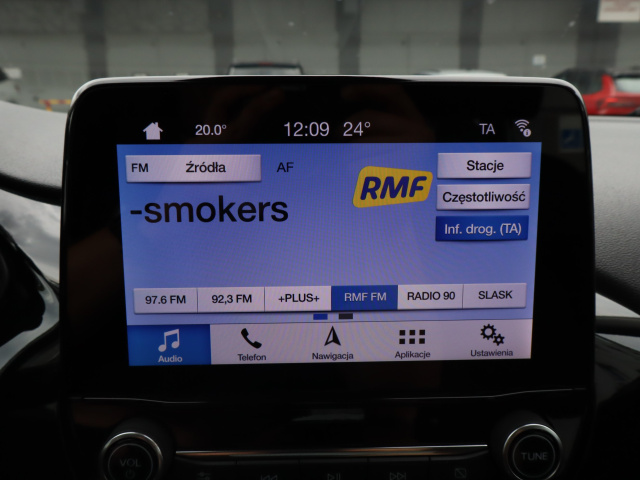 20.0° 12:09 24° TA
FM Źródła AF
Stacje
RMF
Częstotliwość
-smokers
Inf. drog. (TA)
97.6 FM 92,3 FM +PLUS+ RMF FM RADIO 90 SLASK
Audio Telefon Nawigacja Aplikacje Ustawienia
VOL TUNE